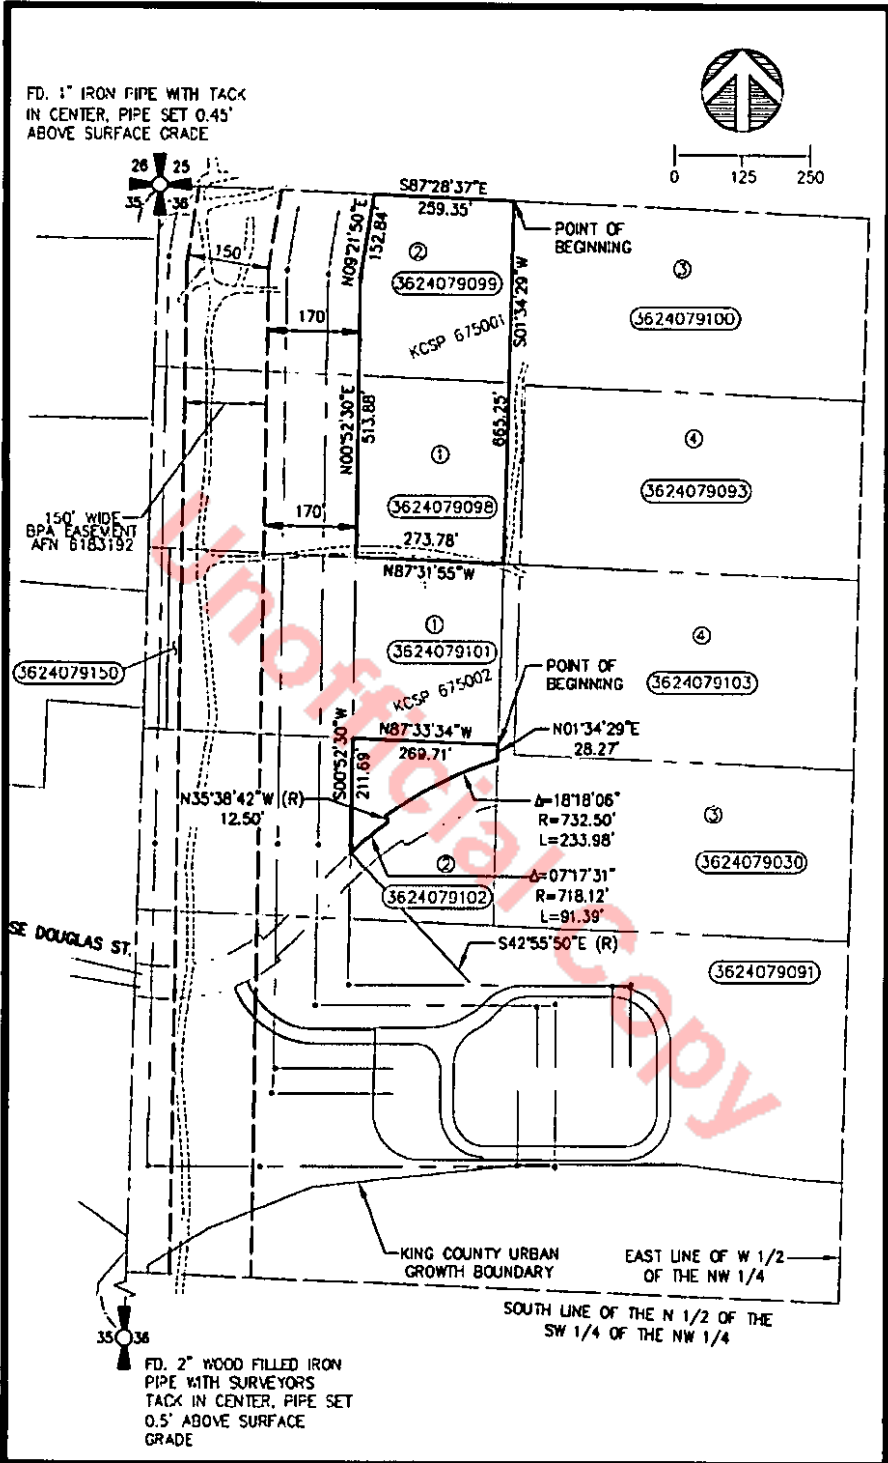 FD. 1" IRON PIPE WITH TACK
IN CENTER, PIPE SET 0.45'
ABOVE SURFACE GRADE
26 25
35 36
0 125 250
S87°28'37"E
259.35'
POINT OF
BEGINNING
N09°21'50"E
152.84'
150'
②
3624079099
KCSP 675001
S01°34'29"W
665.25'
③
3624079100
170'
N00°52'30"E
513.88'
①
3624079098
④
3624079093
150' WIDE
BPA EASEMENT
AFN 6183192
170'
273.78'
N87°31'55"W
①
3624079101
KCSP 675002
④
3624079103
3624079150
POINT OF
BEGINNING
N87°33'34"W
269.71'
N01°34'29"E
28.27'
S00°52'30"W
211.69'
N35°38'42"W (R)
12.50'
Δ=18°18'06"
R=732.50'
L=233.98'
③
3624079030
②
3624079102
Δ=07°17'31"
R=718.12'
L=91.39'
SE DOUGLAS ST.
S42°55'50"E (R)
3624079091
KING COUNTY URBAN
GROWTH BOUNDARY
EAST LINE OF W 1/2
OF THE NW 1/4
SOUTH LINE OF THE N 1/2 OF THE
SW 1/4 OF THE NW 1/4
35 36
FD. 2" WOOD FILLED IRON
PIPE WITH SURVEYORS
TACK IN CENTER, PIPE SET
0.5' ABOVE SURFACE
GRADE
Unofficial Copy